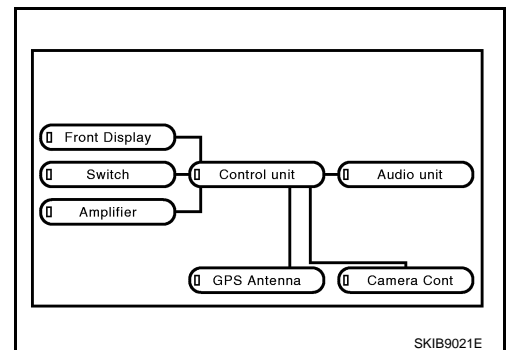 Front Display
Switch
Control unit
Audio unit
Amplifier
GPS Antenna
Camera Cont
SKIB9021E